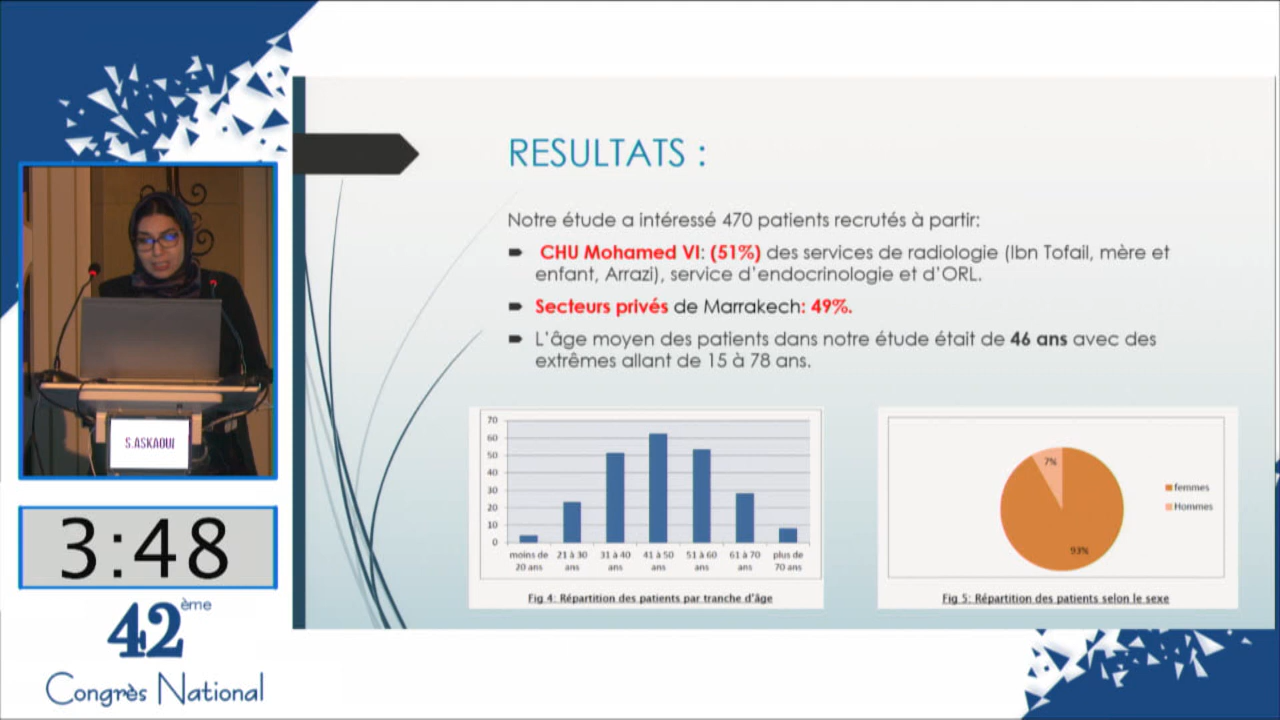 RESULTATS :
Notre étude a intéressé 470 patients recrutés à partir:
CHU Mohamed VI: (51%) des services de radiologie (Ibn Tofail, mère et
enfant, Arrazi), service d'endocrinologie et d'ORL.
Secteurs privés de Marrakech: 49%.
L'âge moyen des patients dans notre étude était de 46 ans avec des
extrêmes allant de 15 à 78 ans.
70
60
50
40
30
20
10
0
moins de 20 ans
21 à 30 ans
31 à 40 ans
41 à 50 ans
51 à 60 ans
61 à 70 ans
plus de 70 ans
Fig 4: Répartition des patients par tranche d'âge
7%
93%
femmes
Hommes
Fig 5: Répartition des patients selon le sexe
S.ASKAOUI
3:48
42ème
Congrès National